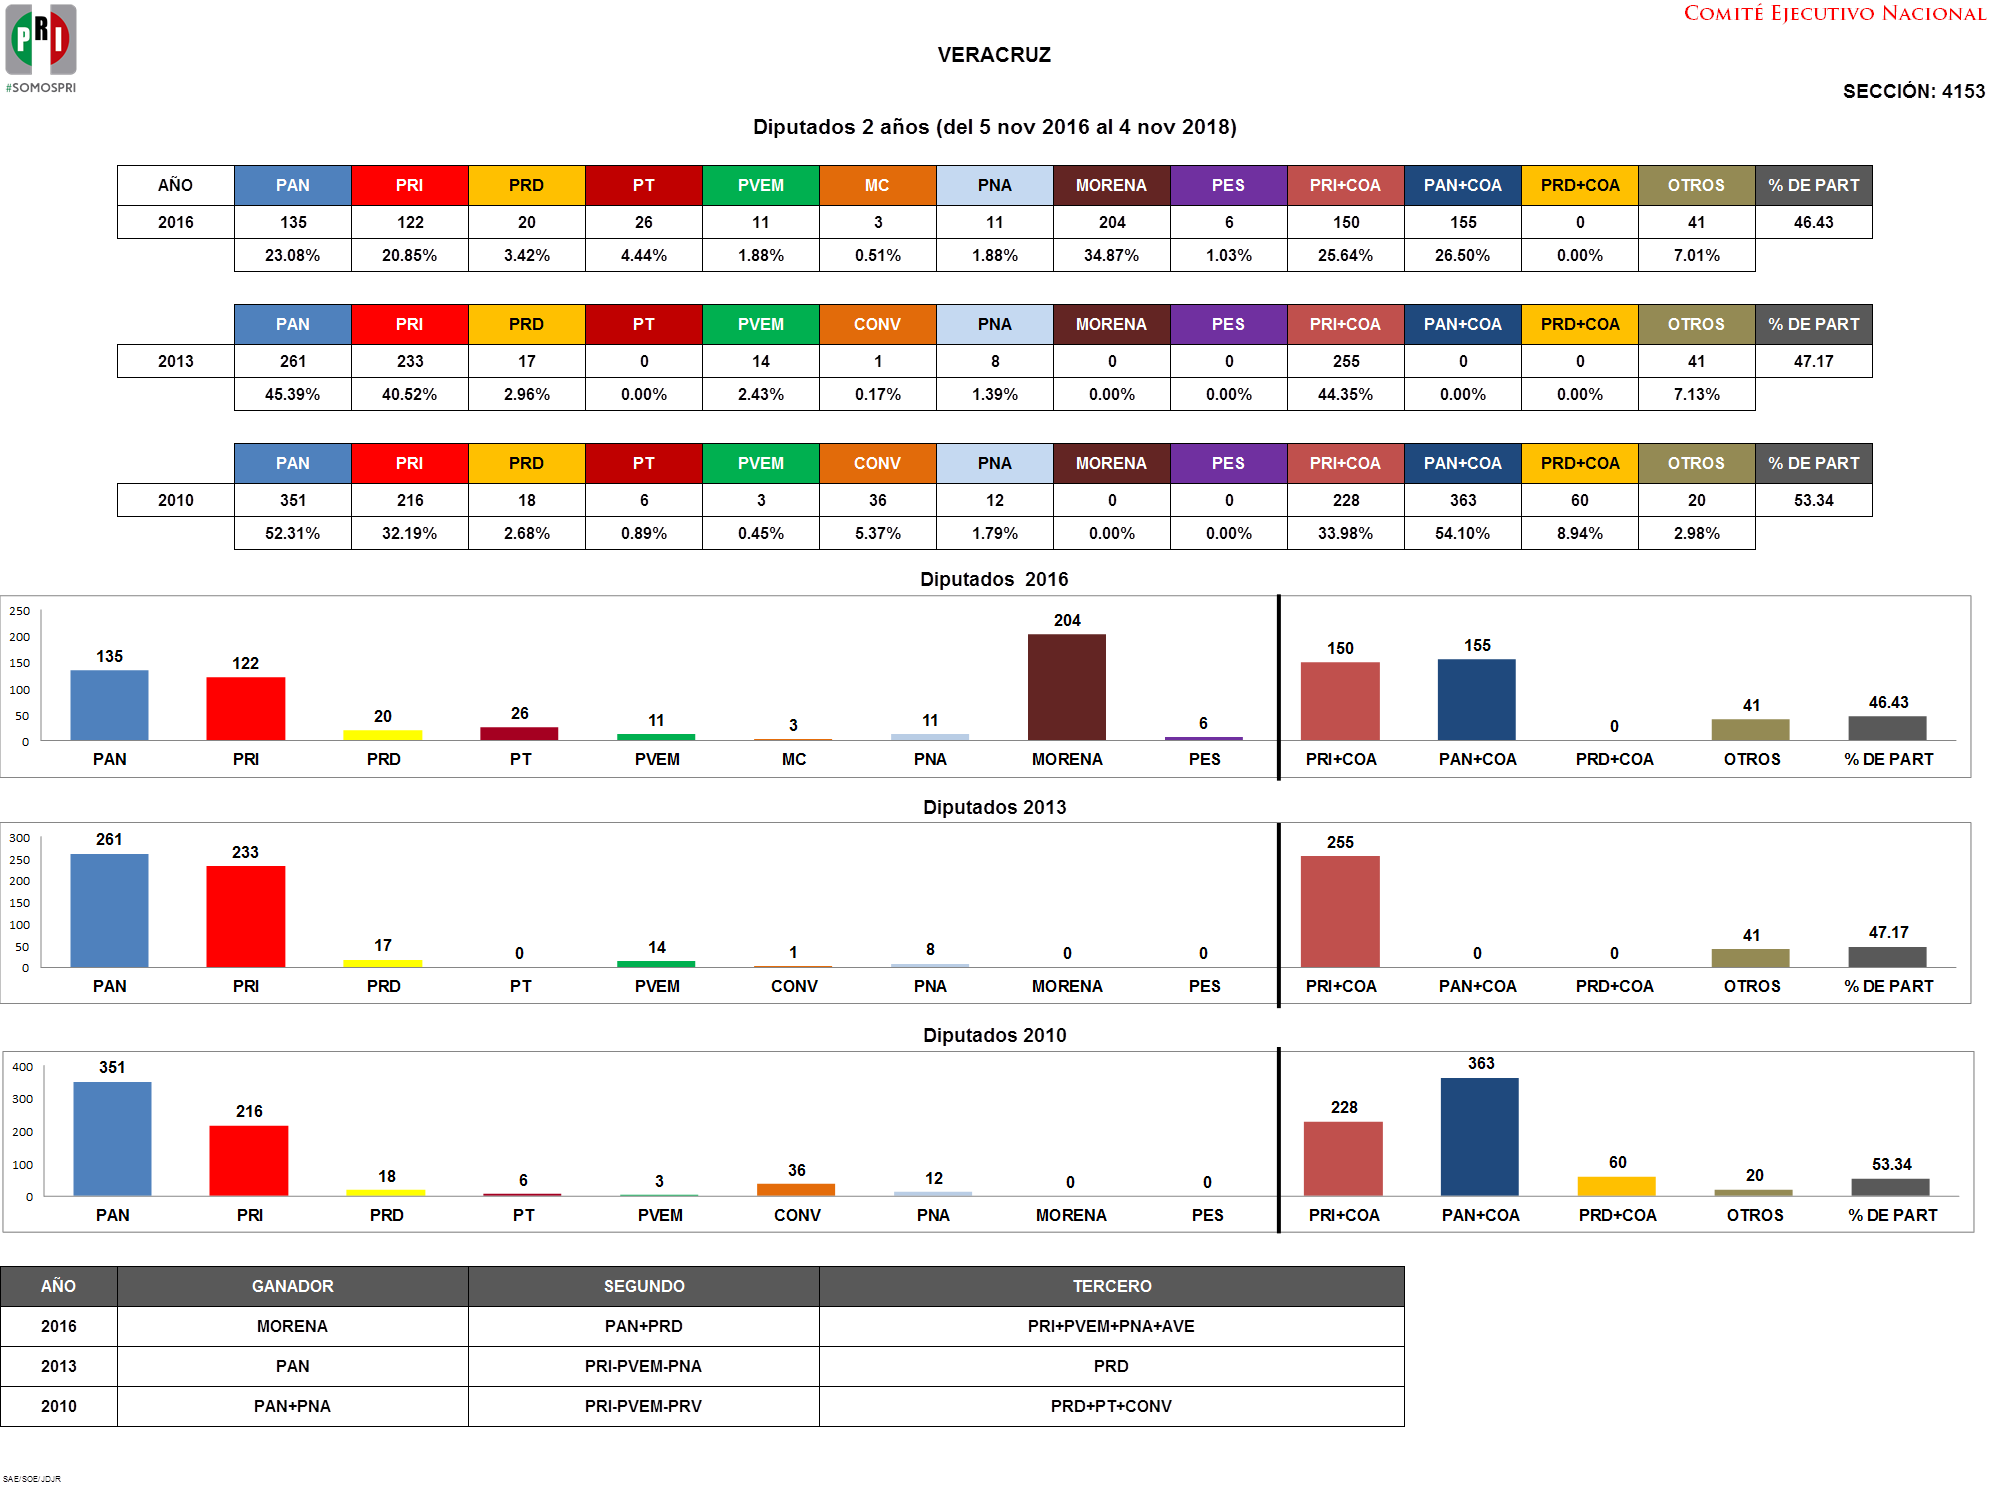 PRI
#SOMOSPRI
COMITÉ EJECUTIVO NACIONAL
VERACRUZ
SECCIÓN: 4153
Diputados 2 años (del 5 nov 2016 al 4 nov 2018)
AÑO PAN PRI PRD PT PVEM MC PNA MORENA PES PRI+COA PAN+COA PRD+COA OTROS % DE PART
2016 135 122 20 26 11 3 11 204 6 150 155 0 41 46.43
23.08% 20.85% 3.42% 4.44% 1.88% 0.51% 1.88% 34.87% 1.03% 25.64% 26.50% 0.00% 7.01%
PAN PRI PRD PT PVEM CONV PNA MORENA PES PRI+COA PAN+COA PRD+COA OTROS % DE PART
2013 261 233 17 0 14 1 8 0 0 255 0 0 41 47.17
45.39% 40.52% 2.96% 0.00% 2.43% 0.17% 1.39% 0.00% 0.00% 44.35% 0.00% 0.00% 7.13%
PAN PRI PRD PT PVEM CONV PNA MORENA PES PRI+COA PAN+COA PRD+COA OTROS % DE PART
2010 351 216 18 6 3 36 12 0 0 228 363 60 20 53.34
52.31% 32.19% 2.68% 0.89% 0.45% 5.37% 1.79% 0.00% 0.00% 33.98% 54.10% 8.94% 2.98%
Diputados 2016
250
200
150
100
50
0
135 122 20 26 11 3 11 204 6 150 155 0 41 46.43
PAN PRI PRD PT PVEM MC PNA MORENA PES PRI+COA PAN+COA PRD+COA OTROS % DE PART
Diputados 2013
300
250
200
150
100
50
0
261 233 17 0 14 1 8 0 0 255 0 0 41 47.17
PAN PRI PRD PT PVEM CONV PNA MORENA PES PRI+COA PAN+COA PRD+COA OTROS % DE PART
Diputados 2010
400
300
200
100
0
351 216 18 6 3 36 12 0 0 228 363 60 20 53.34
PAN PRI PRD PT PVEM CONV PNA MORENA PES PRI+COA PAN+COA PRD+COA OTROS % DE PART
AÑO GANADOR SEGUNDO TERCERO
2016 MORENA PAN+PRD PRI+PVEM+PNA+AVE
2013 PAN PRI-PVEM-PNA PRD
2010 PAN+PNA PRI-PVEM-PRV PRD+PT+CONV
SAE/SOE/JDJR